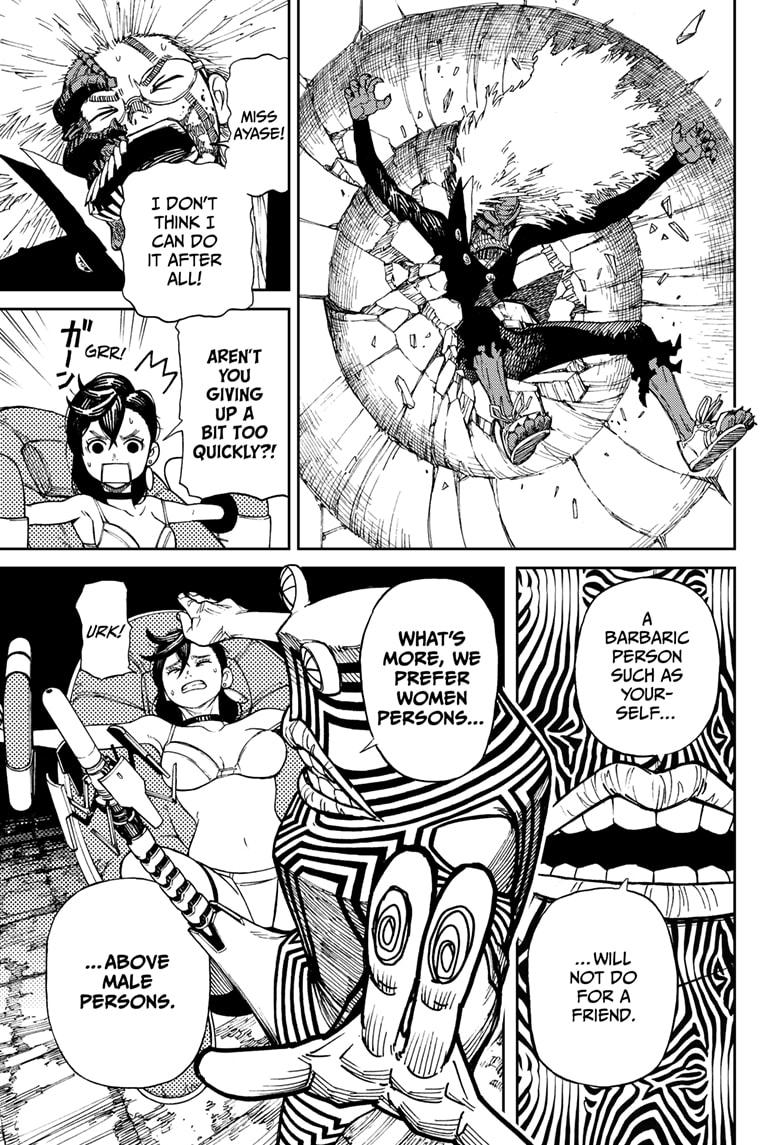 MISS
AYASE!
I DON'T
THINK I
CAN DO
IT AFTER
ALL!
AREN'T
YOU
GIVING
UP A
BIT TOO
QUICKLY?!
GRR!
ガーン
A
BARBARIC
PERSON
SUCH AS
YOUR-
SELF...
...WILL
NOT DO
FOR A
FRIEND.
WHAT'S
MORE, WE
PREFER
WOMEN
PERSONS...
URK!
...ABOVE
MALE
PERSONS.